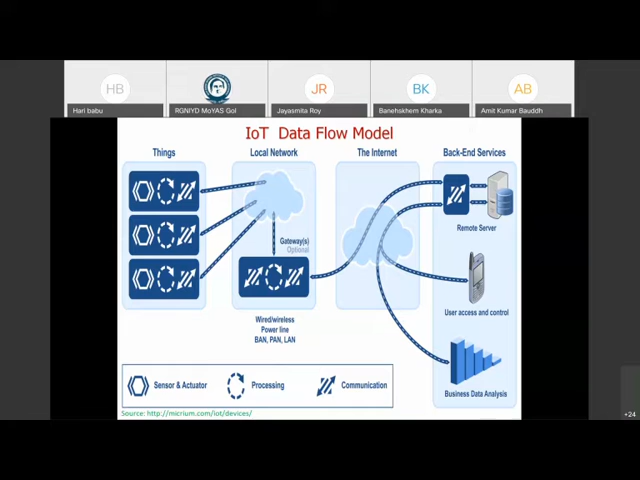 HB
JR
BK
AB
Hari babu
RGNIYD MoYAS GoI
Jayasmita Roy
Banehskhem Kharka
Amit Kumar Bauddh
IoT Data Flow Model
Things
Local Network
The Internet
Back-End Services
Gateway(s)
Optional
Remote Server
User access and control
Wired/wireless
Power line
BAN, PAN, LAN
Business Data Analysis
Sensor & Actuator
Processing
Communication
Source: http://micrium.com/iot/devices/
+24